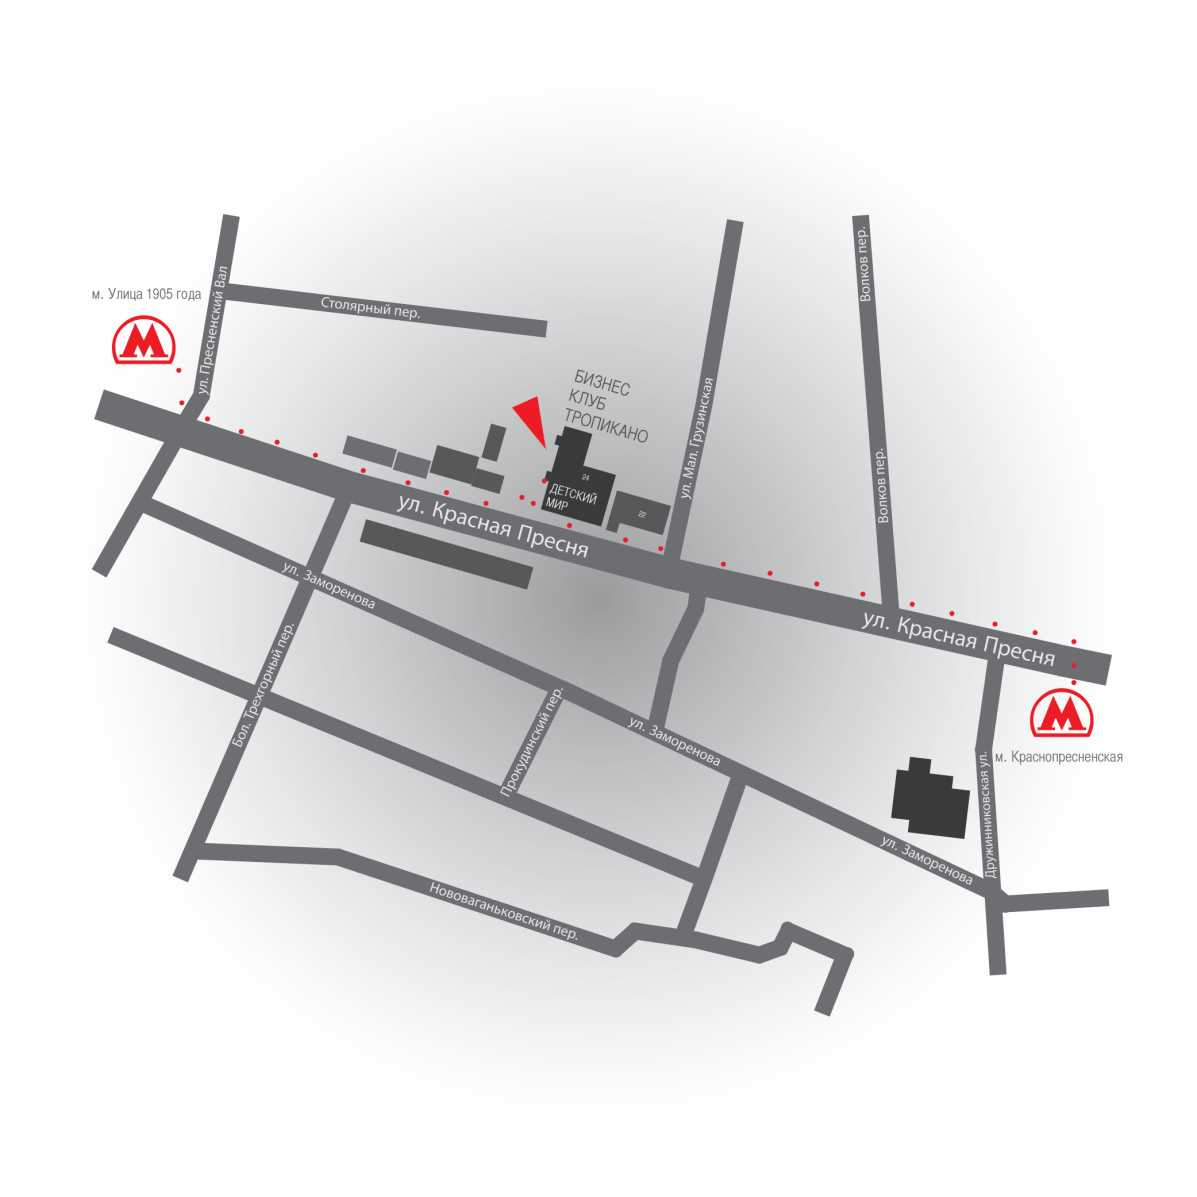 Волков пер.
ул. Пресненский Вал
м. Улица 1905 года
Столярный пер.
М
БИЗНЕС
КЛУБ
ТРОПИКАНО
ул. Мал. Грузинская
Волков пер.
24
ДЕТСКИЙ
МИР
22
ул. Красная Пресня
ул. Заморенова
ул. Красная Пресня
Бол. Трехгорный пер.
Прокудинский пер.
ул. Заморенова
М
м. Краснопресненская
Дружинниковская ул.
ул. Заморенова
Нововаганьковский пер.